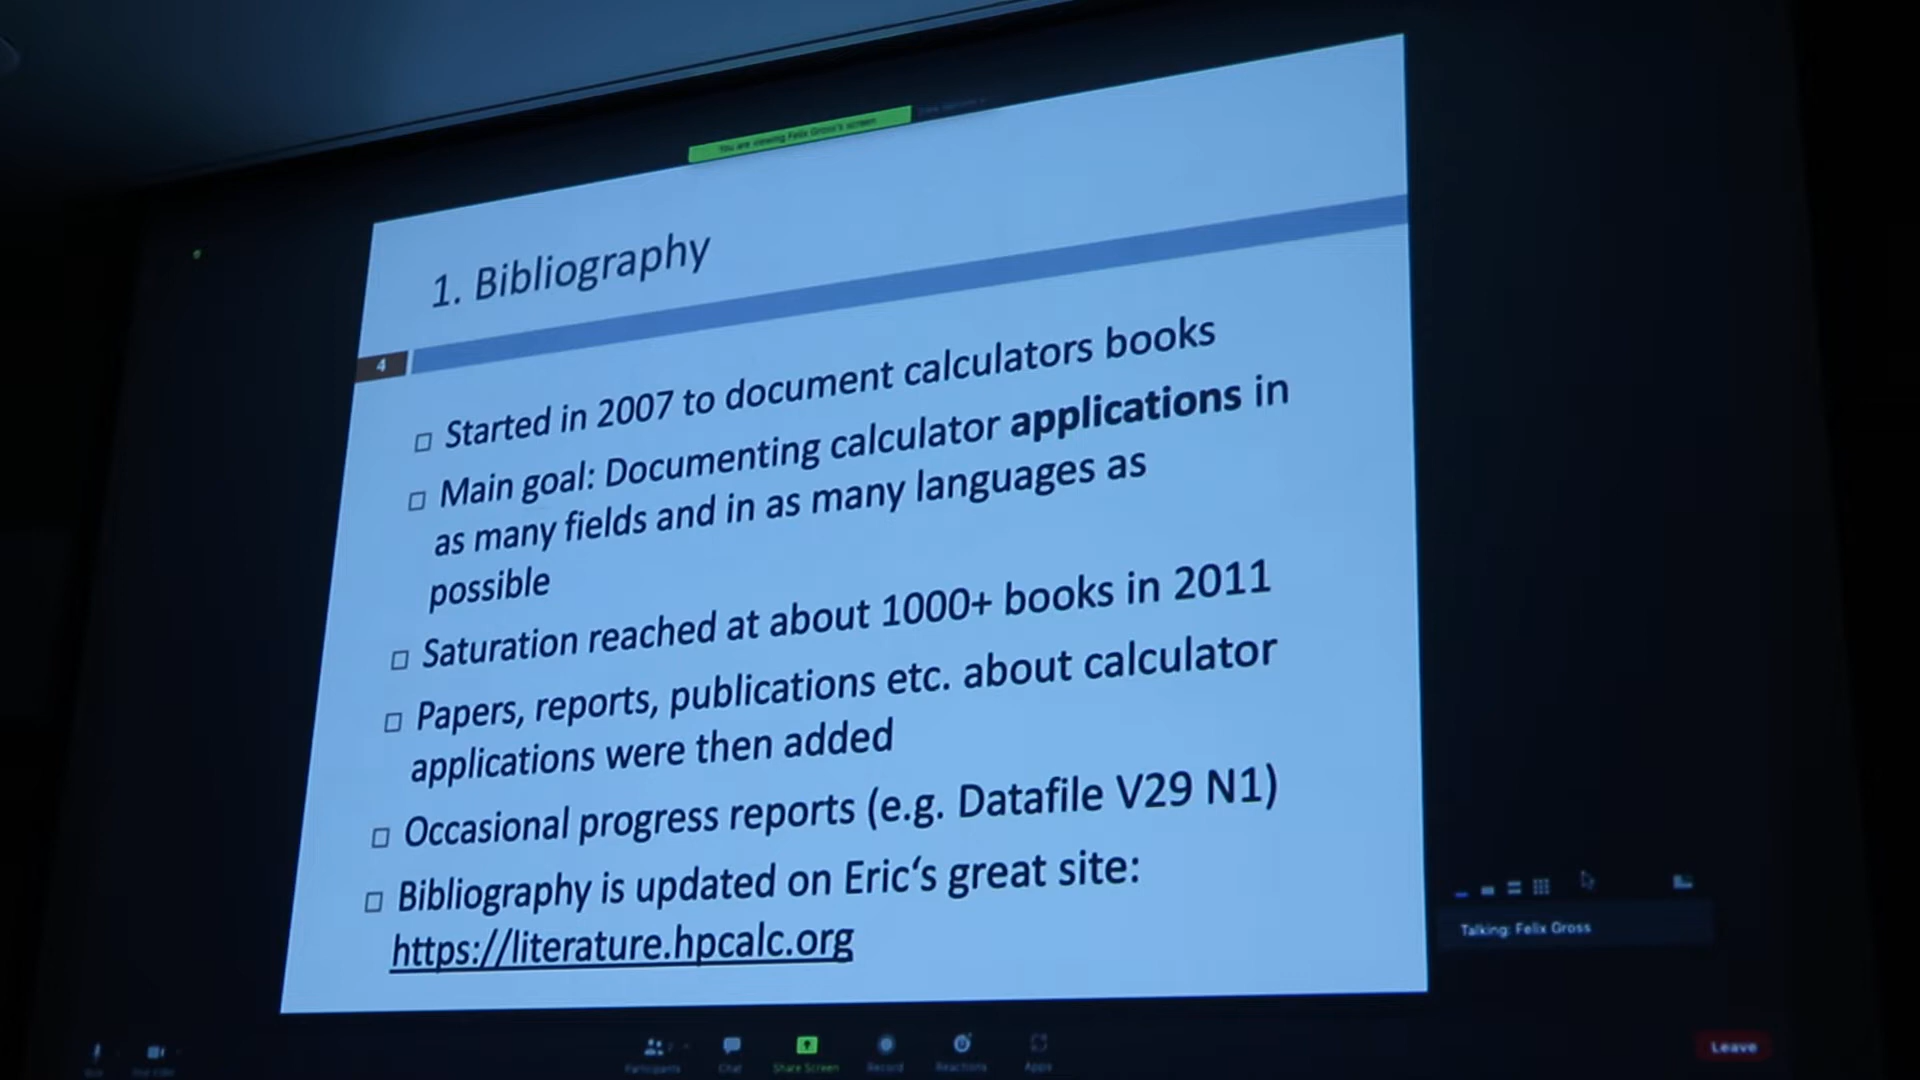 You are viewing Felix Gross's screen
1. Bibliography
4
□ Started in 2007 to document calculators books
□ Main goal: Documenting calculator applications in
as many fields and in as many languages as
possible
□ Saturation reached at about 1000+ books in 2011
□ Papers, reports, publications etc. about calculator
applications were then added
□ Occasional progress reports (e.g. Datafile V29 N1)
□ Bibliography is updated on Eric‘s great site:
https://literature.hpcalc.org
Talking: Felix Gross
Participants
Chat
Share Screen
Record
Reactions
Apps
Leave